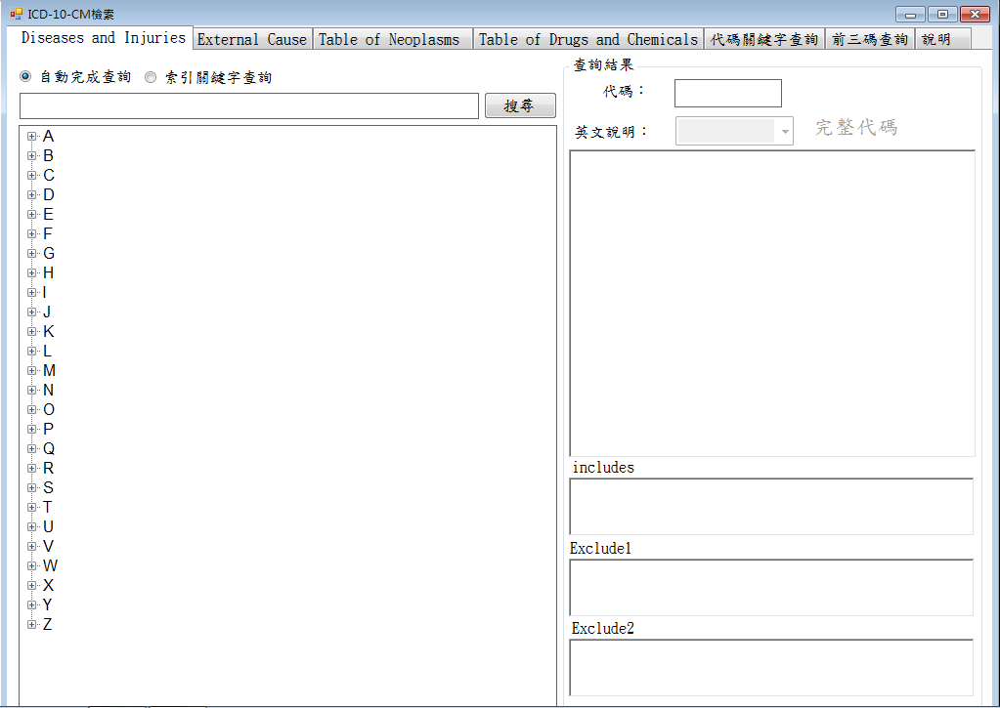 ICD-10-CM檢索
Diseases and Injuries External Cause Table of Neoplasms Table of Drugs and Chemicals 代碼關鍵字查詢 前三碼查詢 說明
自動完成查詢 索引關鍵字查詢
搜尋
A
B
C
D
E
F
G
H
I
J
K
L
M
N
O
P
Q
R
S
T
U
V
W
X
Y
Z
查詢結果
代碼：
英文說明： 完整代碼
includes
Exclude1
Exclude2